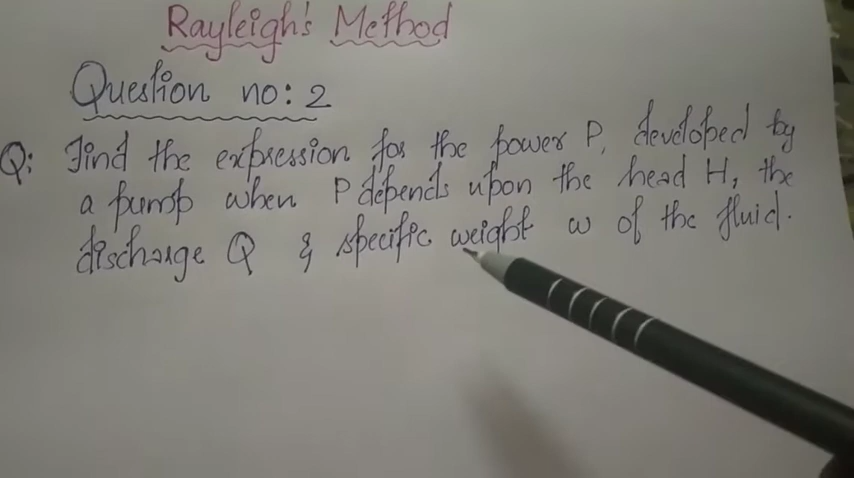 Rayleigh's Method
Question no: 2
Q: Find the expression for the power P, developed by
a pump when P depends upon the head H, the
discharge Q & specific weight w of the fluid.